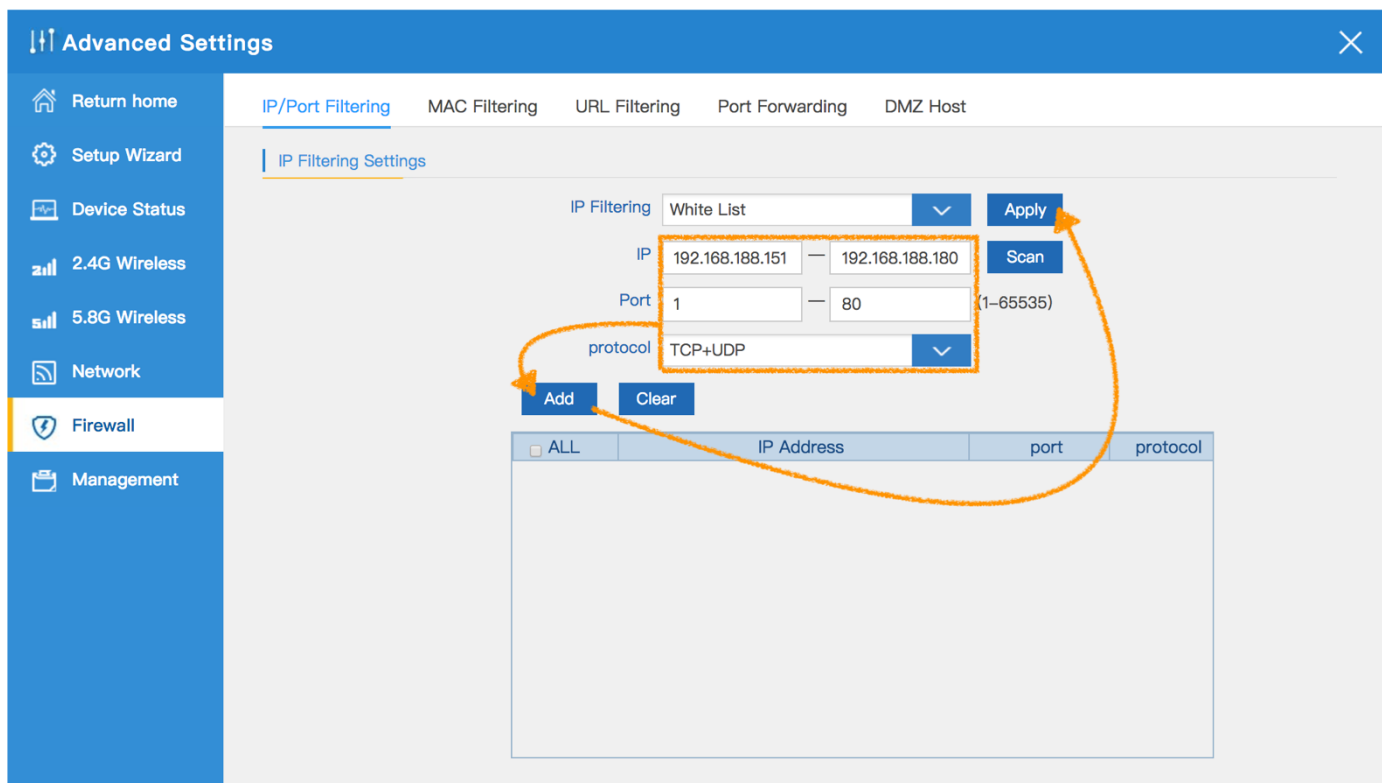 Advanced Settings
Return home
Setup Wizard
Device Status
2.4G Wireless
5.8G Wireless
Network
Firewall
Management
IP/Port Filtering MAC Filtering URL Filtering Port Forwarding DMZ Host
IP Filtering Settings
IP Filtering White List Apply
IP 192.168.188.151 — 192.168.188.180 Scan
Port 1 — 80 (1–65535)
protocol TCP+UDP
Add Clear
ALL IP Address port protocol